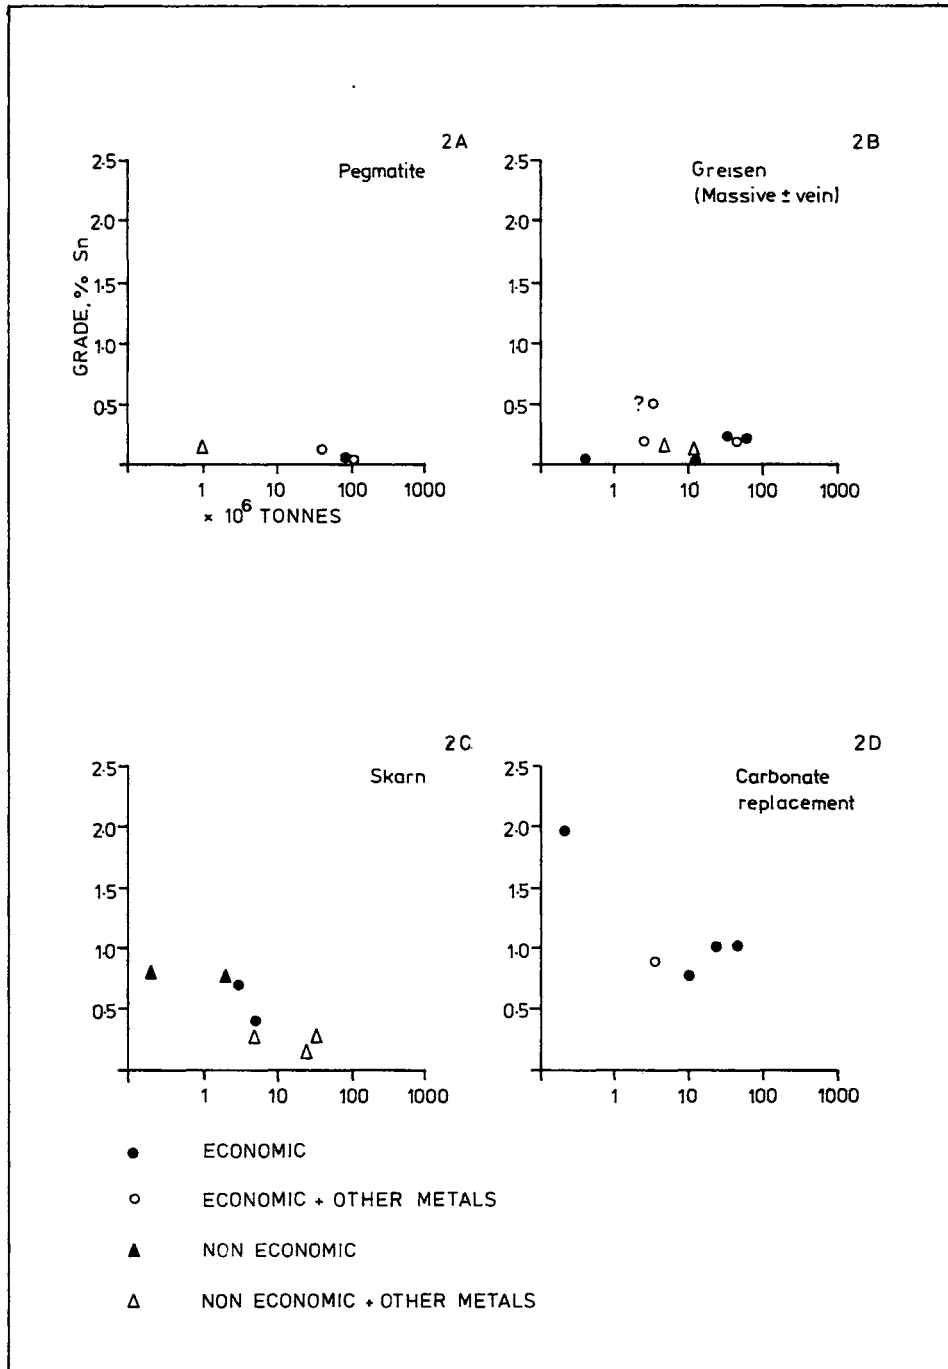 2A
Pegmatite
2.5
2.0
1.5
1.0
0.5
GRADE, % Sn
1 10 100 1000
× 10⁶ TONNES
2B
Greisen
(Massive ± vein)
2.5
2.0
1.5
1.0
0.5
?
1 10 100 1000
2C
Skarn
2.5
2.0
1.5
1.0
0.5
1 10 100 1000
2D
Carbonate
replacement
2.5
2.0
1.5
1.0
0.5
1 10 100 1000
ECONOMIC
ECONOMIC + OTHER METALS
NON ECONOMIC
NON ECONOMIC + OTHER METALS